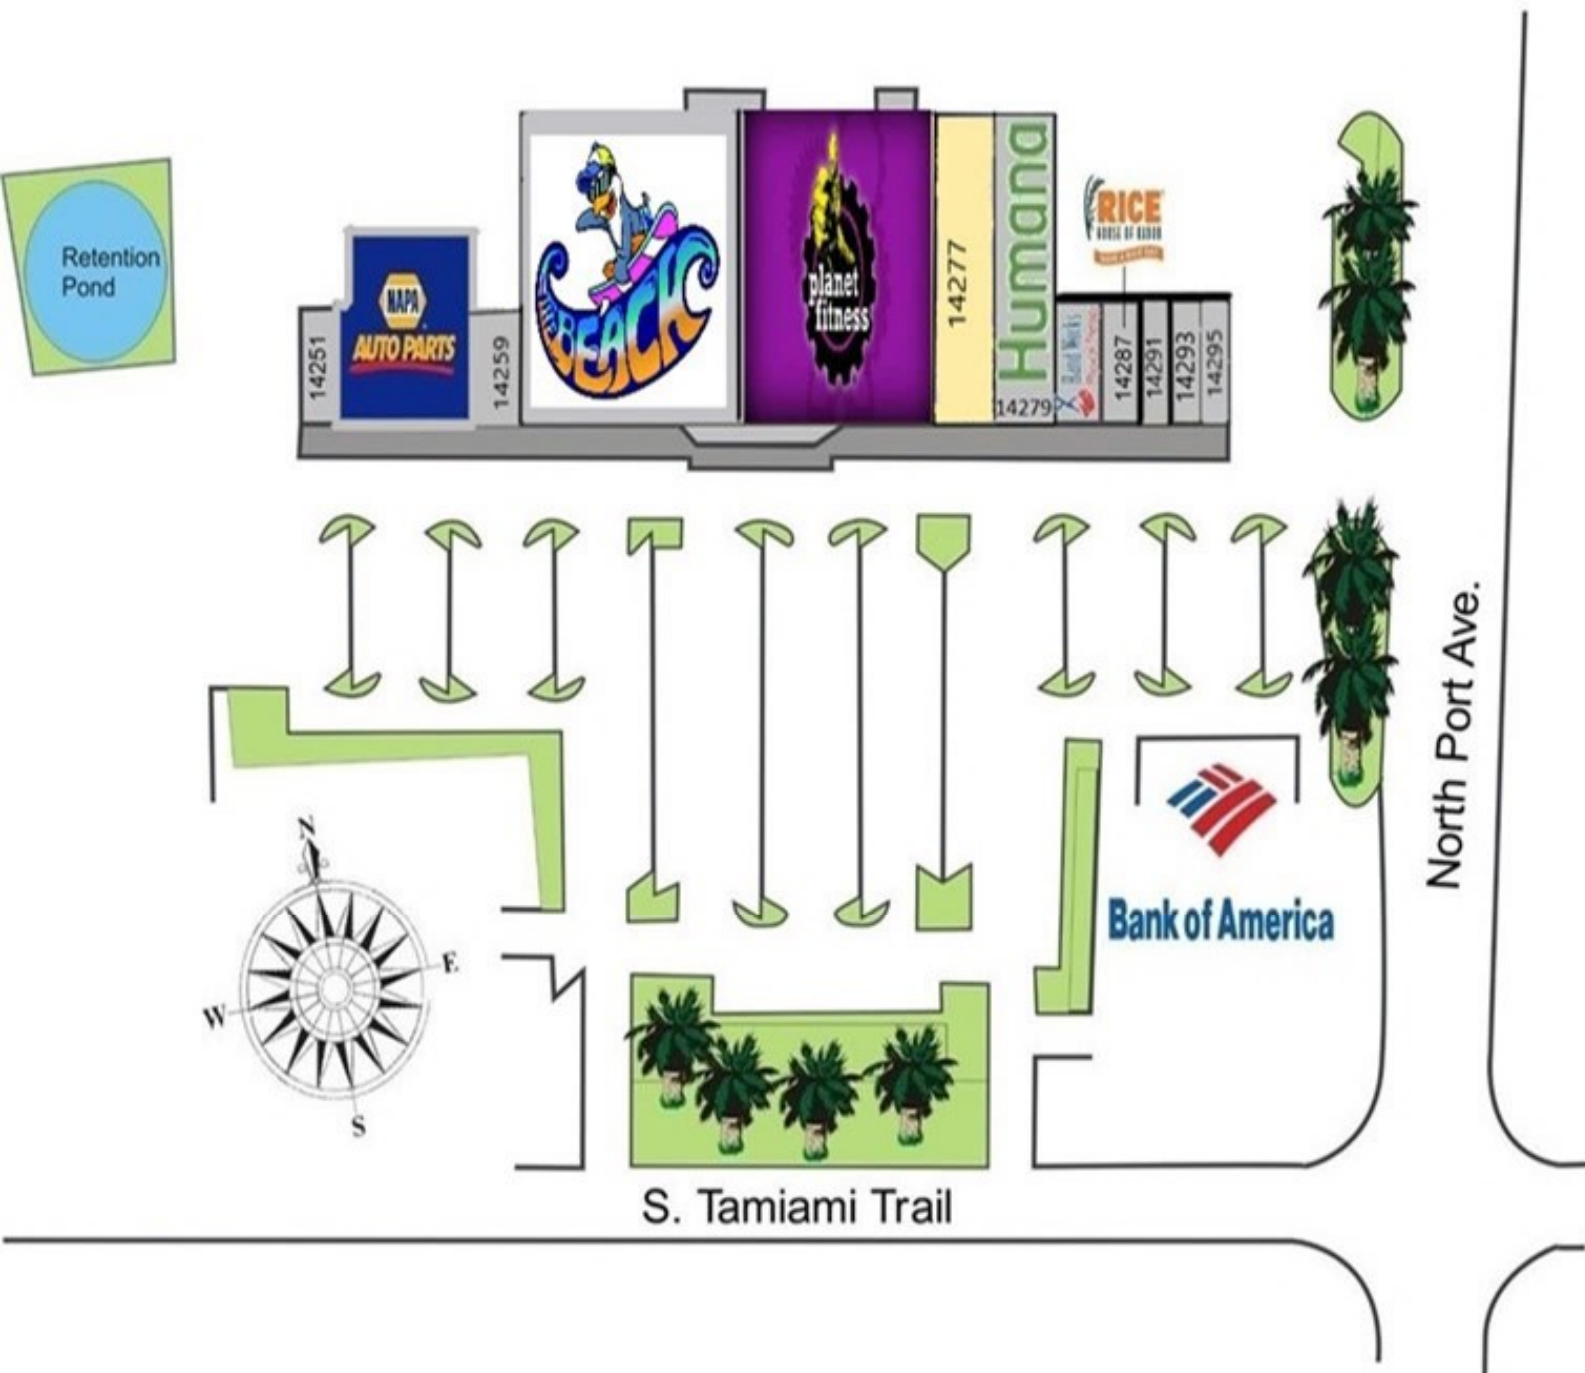 Retention
Pond
14251
NAPA
AUTO PARTS
14259
THE
BEACH
planet
fitness
14277
Humana
14279
RICE
14287
14291
14293
14295
Bank of America
North Port Ave.
N
E
W
S
S. Tamiami Trail